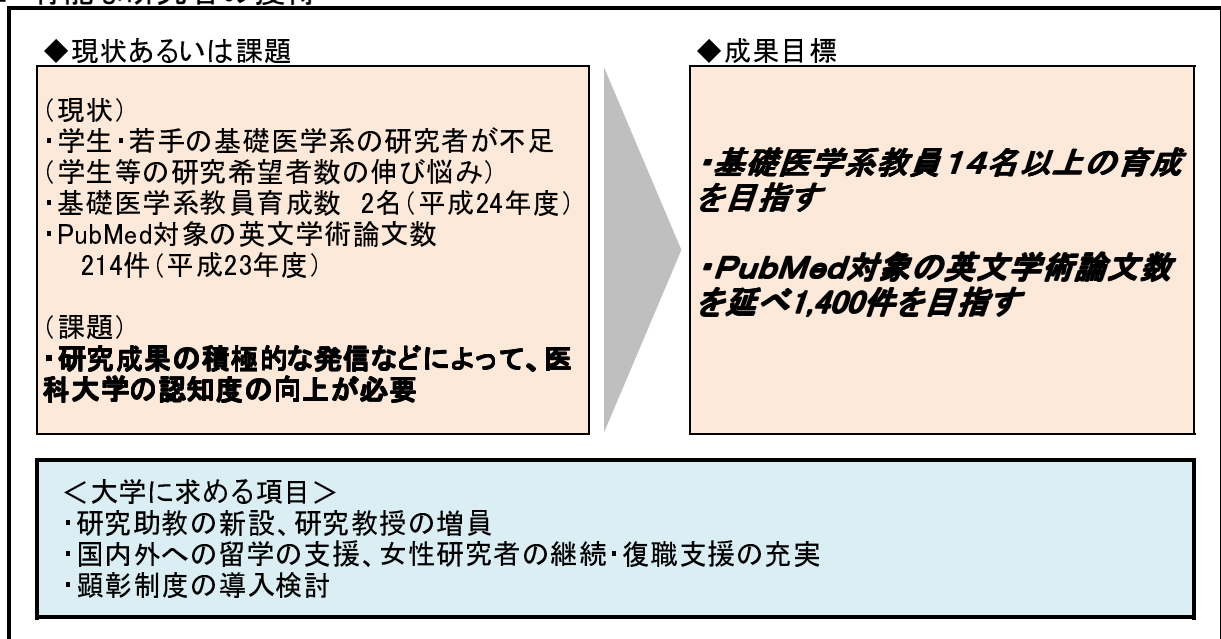 ◆現状あるいは課題
(現状)
・学生・若手の基礎医学系の研究者が不足
(学生等の研究希望者数の伸び悩み)
・基礎医学系教員育成数 2名(平成24年度)
・PubMed対象の英文学術論文数
214件(平成23年度)
(課題)
・研究成果の積極的な発信などによって、医
科大学の認知度の向上が必要
◆成果目標
・基礎医学系教員14名以上の育成
を目指す
・PubMed対象の英文学術論文数
を延べ1,400件を目指す
<大学に求める項目>
・研究助教の新設、研究教授の増員
・国内外への留学の支援、女性研究者の継続・復職支援の充実
・顕彰制度の導入検討